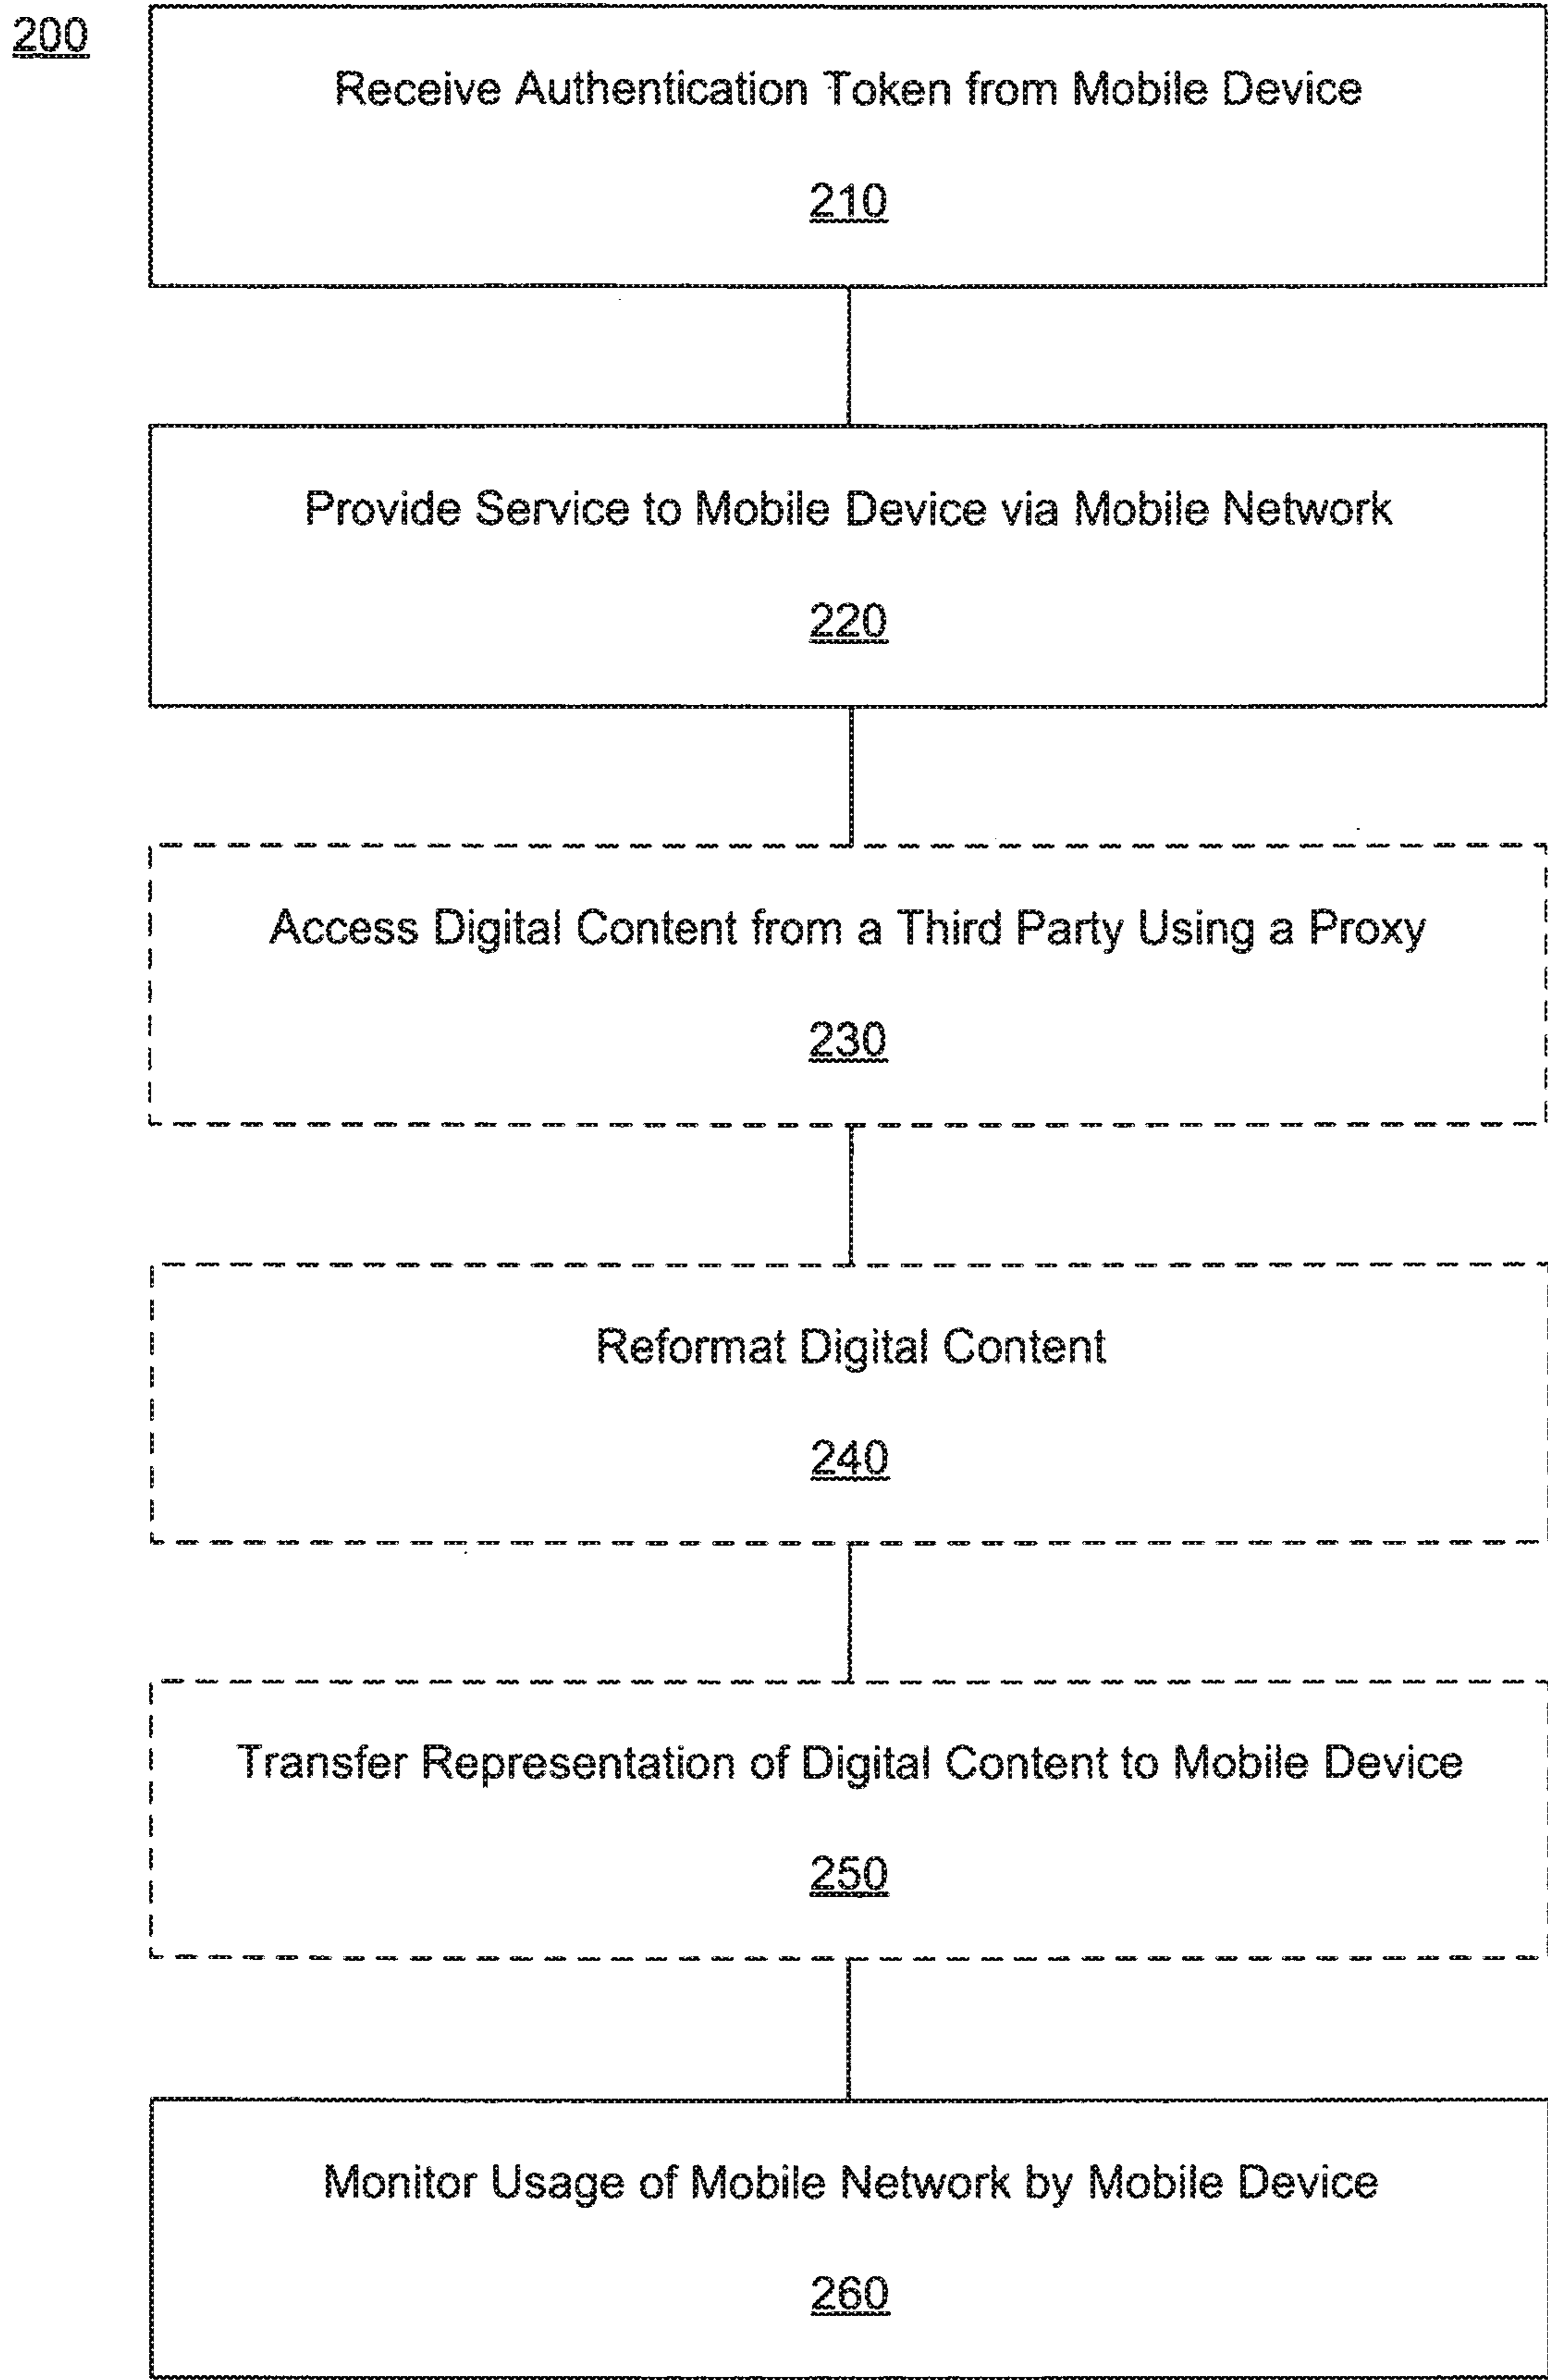 200
Receive Authentication Token from Mobile Device
210
Provide Service to Mobile Device via Mobile Network
220
Access Digital Content from a Third Party Using a Proxy
230
Reformat Digital Content
240
Transfer Representation of Digital Content to Mobile Device
250
Monitor Usage of Mobile Network by Mobile Device
260